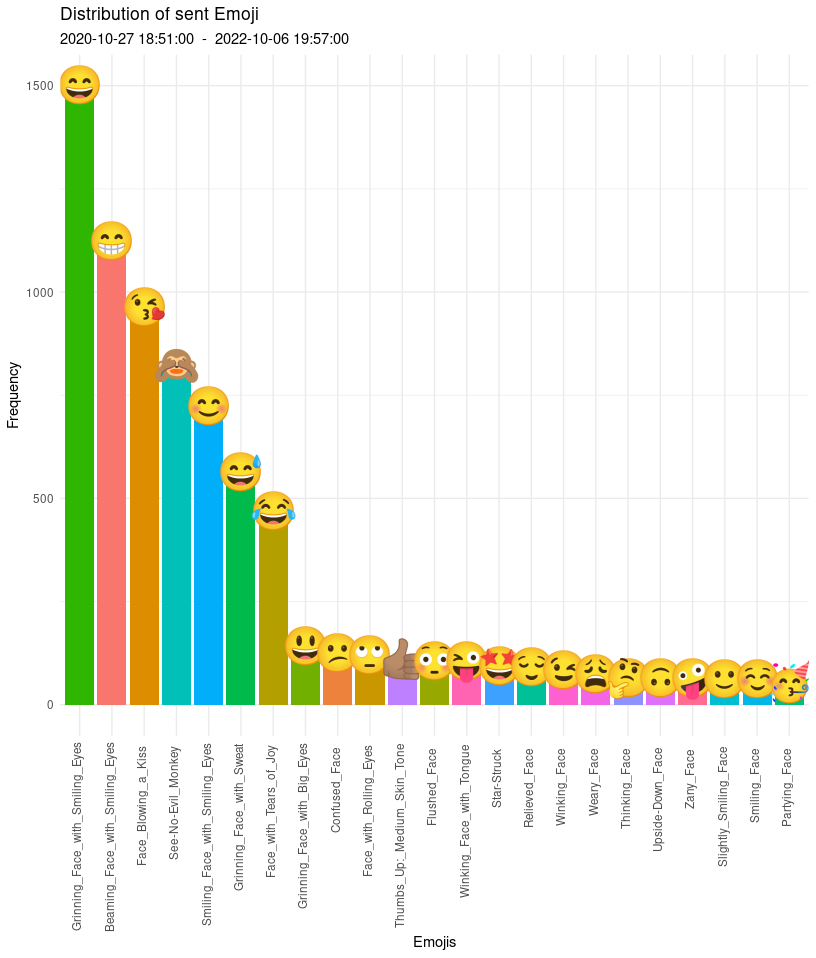 Distribution of sent Emoji
2020-10-27 18:51:00 - 2022-10-06 19:57:00
Frequency
1500
1000
500
0
Grinning_Face_with_Smiling_Eyes
Beaming_Face_with_Smiling_Eyes
Face_Blowing_a_Kiss
See-No-Evil_Monkey
Smiling_Face_with_Smiling_Eyes
Grinning_Face_with_Sweat
Face_with_Tears_of_Joy
Grinning_Face_with_Big_Eyes
Confused_Face
Face_with_Rolling_Eyes
Thumbs_Up:_Medium_Skin_Tone
Flushed_Face
Winking_Face_with_Tongue
Star-Struck
Relieved_Face
Winking_Face
Weary_Face
Thinking_Face
Upside-Down_Face
Zany_Face
Slightly_Smiling_Face
Smiling_Face
Partying_Face
Emojis